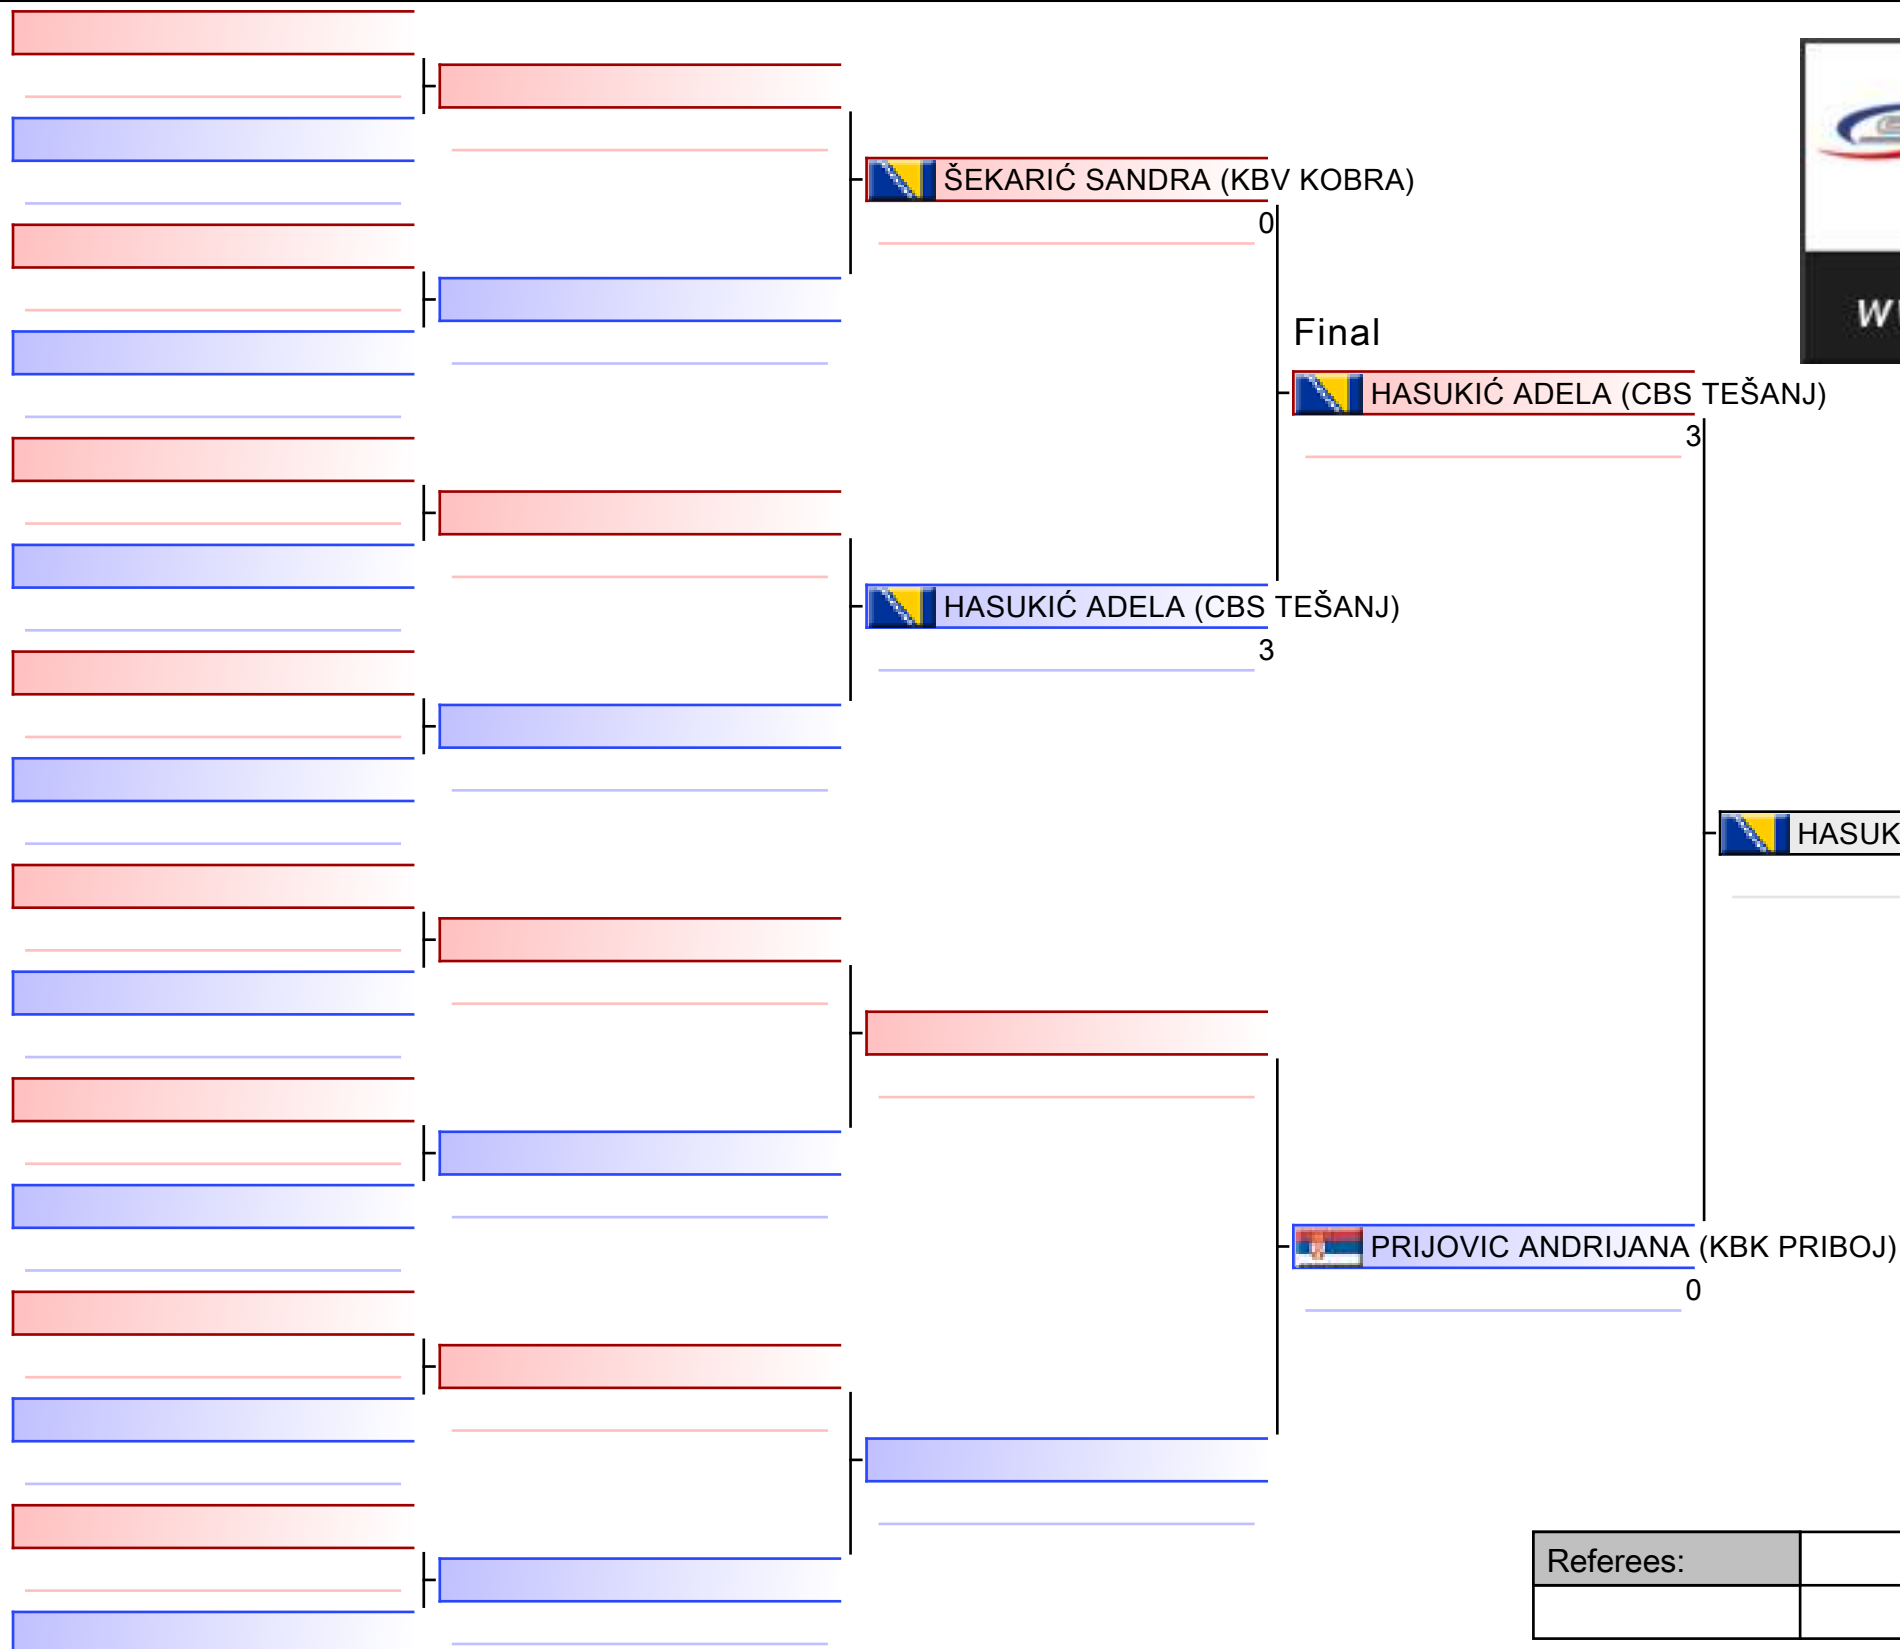 ŠEKARIĆ SANDRA (KBV KOBRA)
0
Final
HASUKIĆ ADELA (CBS TEŠANJ)
3
HASUKIĆ ADELA (CBS TEŠANJ)
3
HASUK
PRIJOVIC ANDRIJANA (KBK PRIBOJ)
0
Referees: